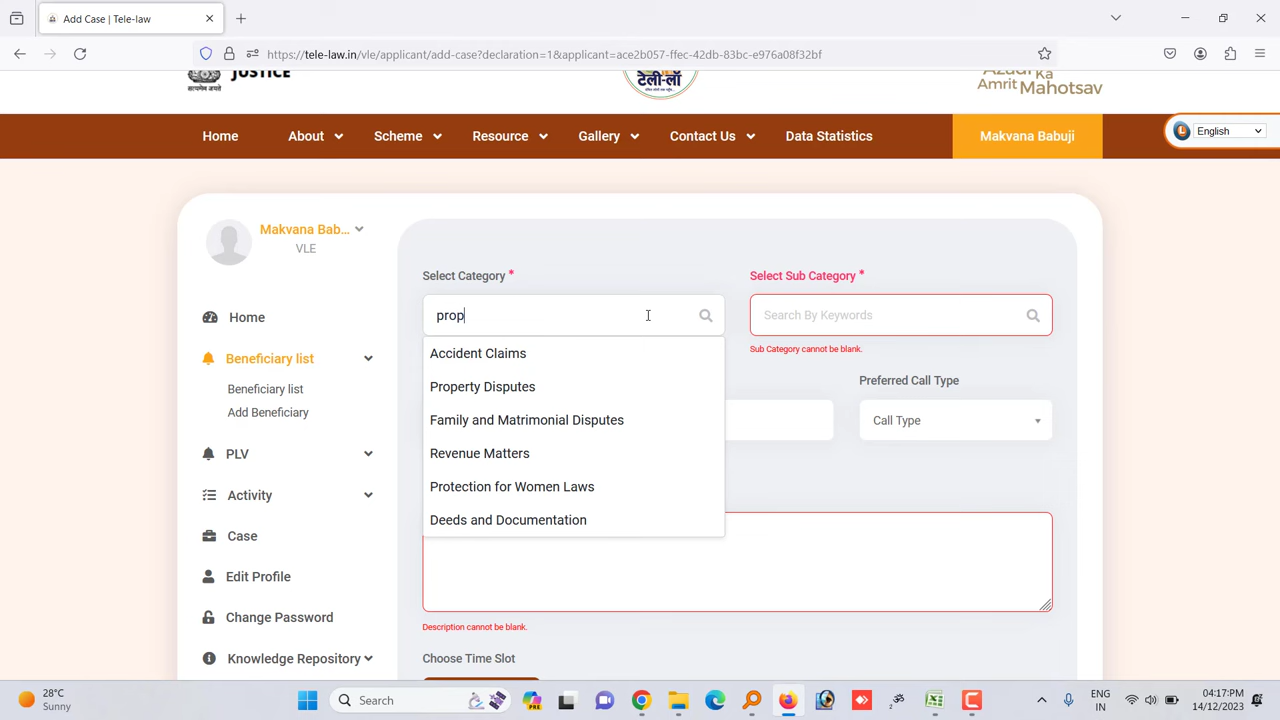 Add Case | Tele-law
https://tele-law.in/vle/applicant/add-case?declaration=1&applicant=ace2b057-ffec-42db-83bc-e976a08f32bf
सत्यमेव जयते
JUSTICE
टेली-लॉ
Azadi Ka
Amrit Mahotsav
Home About Scheme Resource Gallery Contact Us Data Statistics Makvana Babuji
English
Makvana Bab...
VLE
Home
Beneficiary list
Beneficiary list
Add Beneficiary
PLV
Activity
Case
Edit Profile
Change Password
Knowledge Repository
Select Category *
prop
Accident Claims
Property Disputes
Family and Matrimonial Disputes
Revenue Matters
Protection for Women Laws
Deeds and Documentation
Select Sub Category *
Search By Keywords
Sub Category cannot be blank.
Preferred Call Type
Call Type
Description cannot be blank.
Choose Time Slot
28°C
Sunny
Search
ENG
IN
04:17:PM
14/12/2023